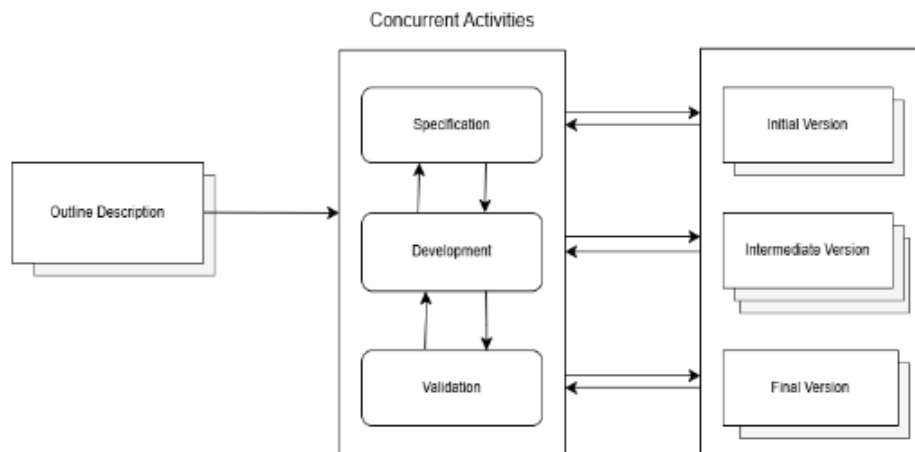 Concurrent Activities
Specification
Initial Version
Outline Description
Development
Intermediate Version
Validation
Final Version